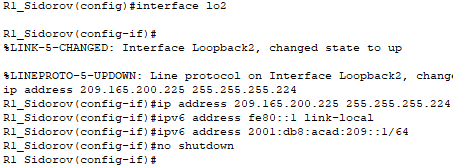 R1_Sidorov(config)#interface lo2
R1_Sidorov(config-if)#
%LINK-5-CHANGED: Interface Loopback2, changed state to up
%LINEPROTO-5-UPDOWN: Line protocol on Interface Loopback2, change
ip address 209.165.200.225 255.255.255.224
R1_Sidorov(config-if)#ip address 209.165.200.225 255.255.255.224
R1_Sidorov(config-if)#ipv6 address fe80::1 link-local
R1_Sidorov(config-if)#ipv6 address 2001:db8:acad:209::1/64
R1_Sidorov(config-if)#no shutdown
R1_Sidorov(config-if)#